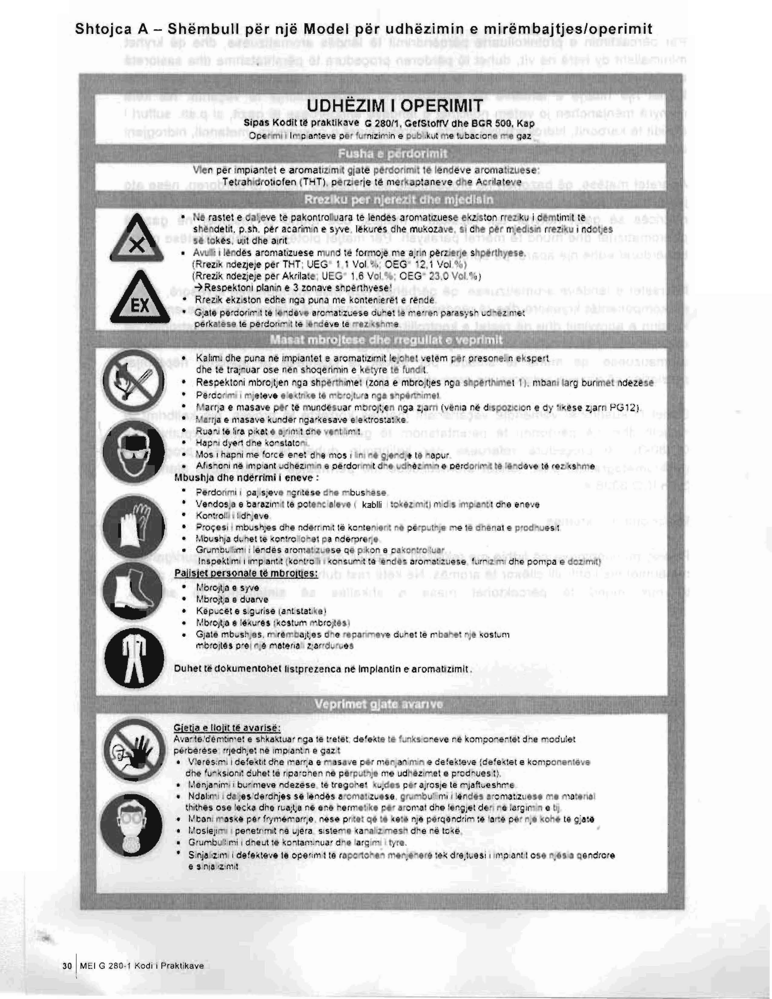 Shtojca A – Shëmbull për një Model për udhëzimin e mirëmbajtjes/operimit
UDHËZIM I OPERIMIT
Sipas Kodit të praktikave G 280/1, GefStoffV dhe BGR 500, Kap
Operimi i Impianteve për furnizimin e publikut me tubacione me gaz
Fusha e përdorimit
Vlen për impiantet e aromatizimit gjatë përdorimit të lëndëve aromatizuese:
Tetrahidrotiofen (THT), përzierje të merkaptaneve dhe Acrilateve
Rreziku per njerezit dhe mjedisin
• Në rastet e daljeve të pakontrolluara të lëndës aromatizuese ekziston rreziku i dëmtimit të
shëndetit, p.sh. për acarimin e syve, lëkurës dhe mukozave, si dhe për mjedisin rreziku i ndotjes
së tokës, ujit dhe ajrit.
• Avulli i lëndës aromatizuese mund të formojë me ajrin përzierje shpërthyese.
(Rrezik ndezjeje për THT; UEG* 1,1 Vol.%; OEG* 12,1 Vol.%)
(Rrezik ndezjeje për Akrilate; UEG* 1,6 Vol.%; OEG* 23,0 Vol.%)
→Respektoni planin e 3 zonave shpërthyese!
• Rrezik ekziston edhe nga puna me kontenierët e rëndë.
• Gjatë përdorimit të lëndëve aromatizuese duhet të merren parasysh udhëzimet
përkatëse të përdorimit të lëndëve të rrezikshme
EX
Masat mbrojtese dhe rregullat e veprimit
• Kalimi dhe puna në impiantet e aromatizimit lejohet vetëm për presonelin ekspert
dhe të trajnuar ose nën shoqërimin e këtyre të fundit.
• Respektoni mbrojtjen nga shpërthimet (zona e mbrojtjes nga shpërthimet 1), mbani larg burimet ndezëse
• Përdorimi i mjeteve elektrike të mbrojtura nga shpërthimet
• Marrja e masave për të mundësuar mbrojtjen nga zjarri (vënia në dispozicion e dy fikëse zjarri PG12).
• Marrja e masave kundër ngarkesave elektrostatike.
• Ruani të lira pikat e ajrimit dhe ventilimit.
• Hapni dyert dhe konstatoni.
• Mos i hapni me forcë enët dhe mos i lini në gjendje të hapur.
• Afishoni në impiant udhëzimin e përdorimit dhe udhëzimin e përdorimit të lëndëve të rezikshme
Mbushja dhe ndërrimi i eneve :
• Përdorimi i pajisjeve ngritëse dhe mbushëse.
• Vendosja e barazimit të potencialeve ( kablli i tokëzimit) midis impiantit dhe eneve
• Kontrolli i lidhjeve.
• Proçesi i mbushjes dhe ndërrimit të kontenierit në përputhje me të dhënat e prodhuesit
• Mbushja duhet të kontrollohet pa ndërprerje.
• Grumbullimi i lëndës aromatizuese që pikon e pakontrolluar.
Inspektimi i impiantit (kontrolli i konsumit të lëndës aromatizuese, furnizimi dhe pompa e dozimit)
Pajisjet personale të mbrojtjes:
• Mbrojtja e syve
• Mbrojtja e duarve
• Këpucët e sigurisë (antistatike)
• Mbrojtja e lëkurës (kostum mbrojtës)
• Gjatë mbushjes, mirëmbajtjes dhe reparimeve duhet të mbahet një kostum
mbrojtës prej një materiali zjarrdurues
Duhet të dokumentohet listprezenca në Implantin e aromatizimit.
Veprimet gjate avarive
Gjetja e llojit të avarisë:
Avaritë/dëmtimet e shkaktuar nga të tretët, defekte të funksioneve në komponentët dhe modulet
përbërëse, rrjedhjet në impiantin e gazit
• Vlerësimi i defektit dhe marrja e masave për mënjanimin e defekteve (defektet e komponentëve
dhe funksionit duhet të riparohen në përputhje me udhëzimet e prodhuesit).
• Menjanimi i burimeve ndezëse, të tregohet kujdes për ajrosje të mjaftueshme
• Ndalimi i daljes/derdhjes së lëndës aromatizuese, grumbullimi i lëndës aromatizuese me material
thithës ose lecka dhe ruajtja në enë hermetike për aromat dhe lëngjet deri në largimin e tij.
• Mbani maskë për frymëmarrje, nëse pritet që të ketë një përqëndrim të lartë për një kohë të gjatë
• Moslejimi i penetrimit në ujëra, sisteme kanalizimesh dhe në tokë.
• Grumbullimi i dheut të kontaminuar dhe largimi i tyre.
• Sinjalizimi i defekteve të operimit të raportohen menjëherë tek drejtuesi i impiantit ose njësia qendrore
e sinjalizimit
30 MEI G 280-1 Kodi i Praktikave